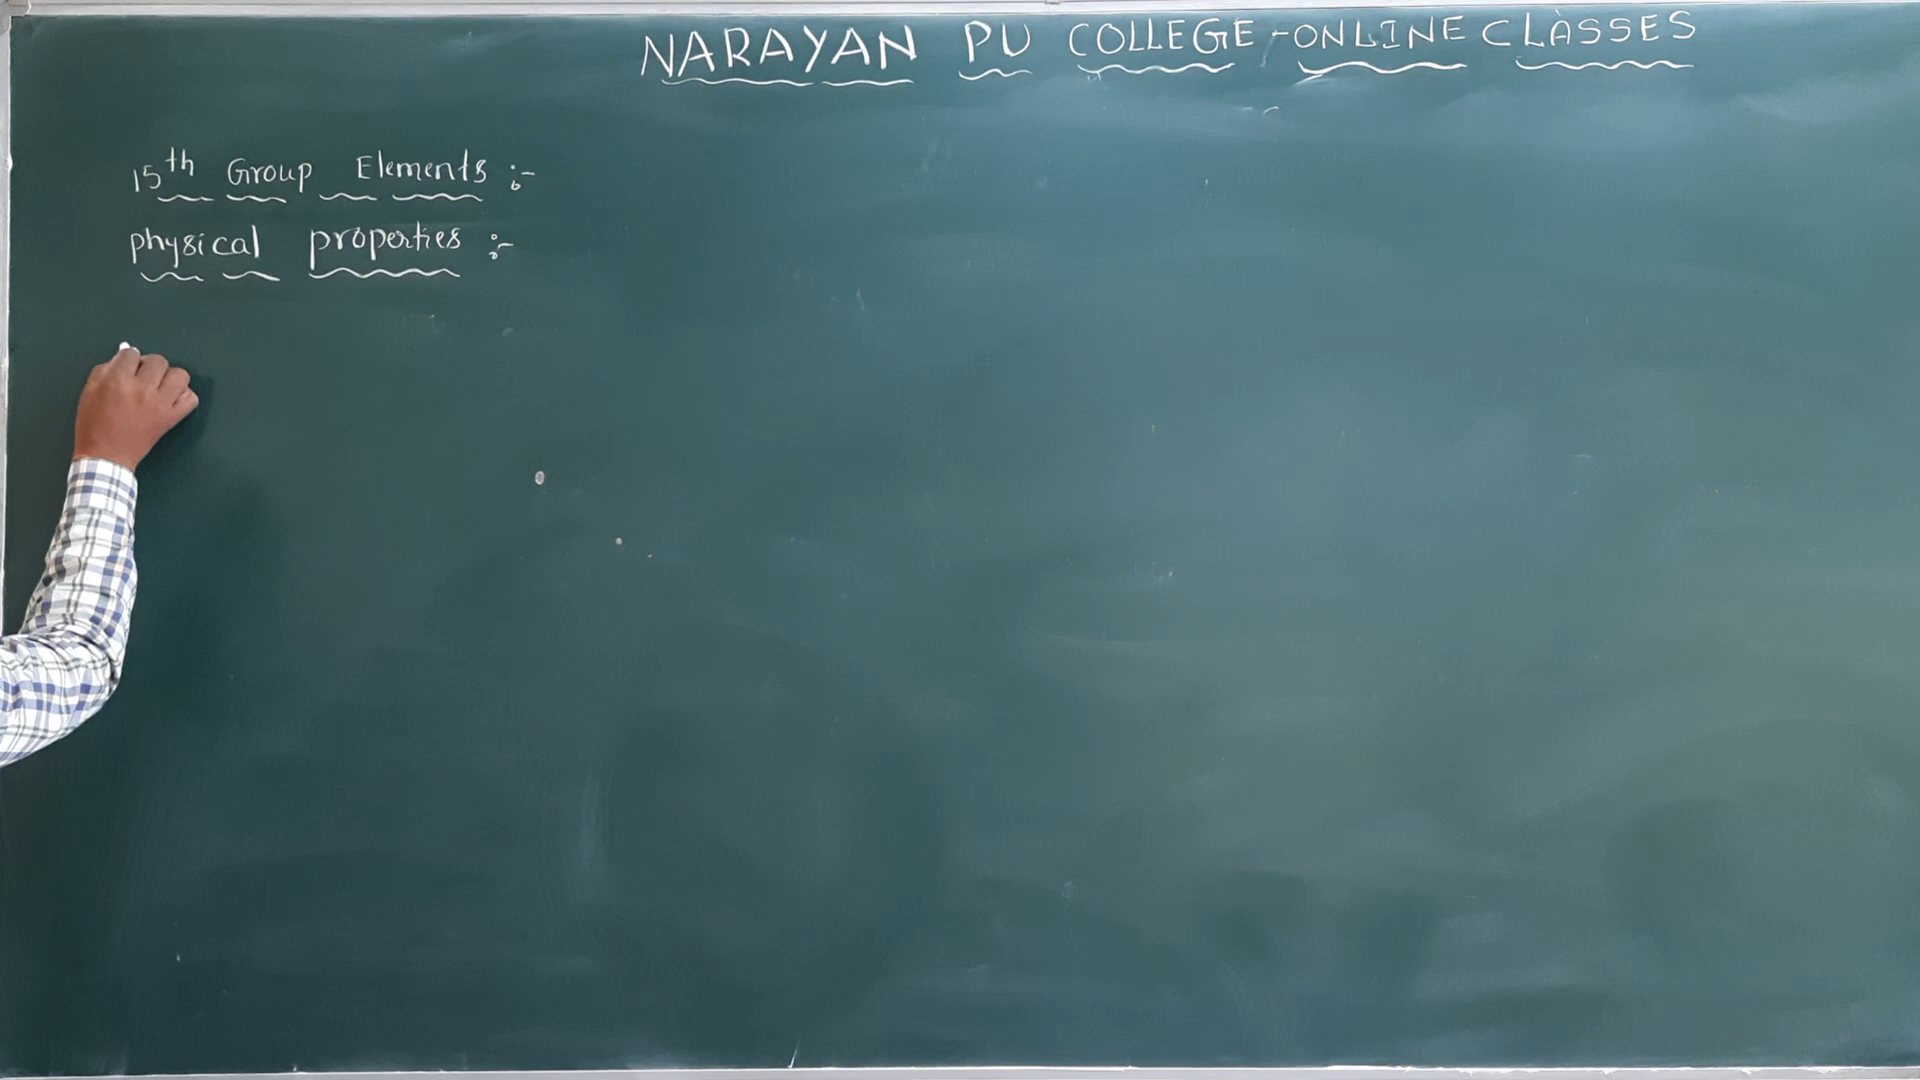 NARAYAN PU COLLEGE - ONLINE CLASSES
15th Group Elements :-
physical properties :-